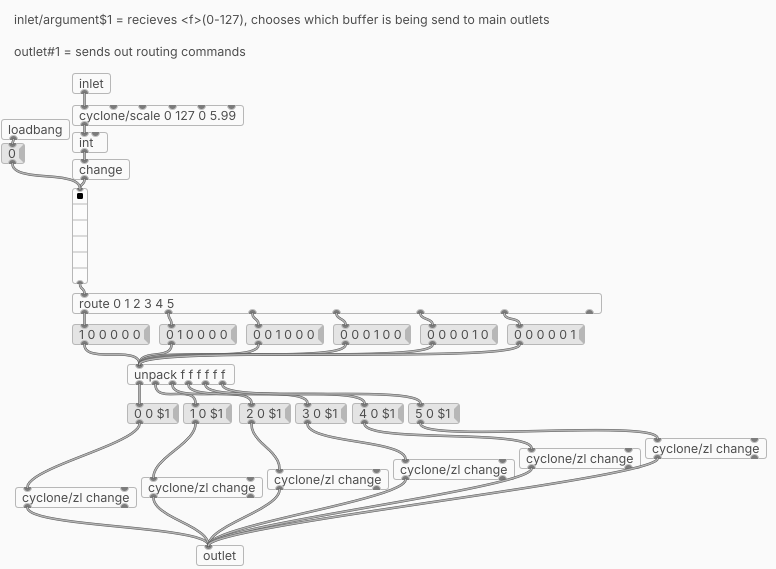 inlet/argument$1 = recieves <f>(0-127), chooses which buffer is being send to main outlets
outlet#1 = sends out routing commands
inlet
cyclone/scale 0 127 0 5.99
loadbang
int
0
change
route 0 1 2 3 4 5
1 0 0 0 0 0
0 1 0 0 0 0
0 0 1 0 0 0
0 0 0 1 0 0
0 0 0 0 1 0
0 0 0 0 0 1
unpack f f f f f f
0 0 $1
1 0 $1
2 0 $1
3 0 $1
4 0 $1
5 0 $1
cyclone/zl change
cyclone/zl change
cyclone/zl change
cyclone/zl change
cyclone/zl change
cyclone/zl change
outlet